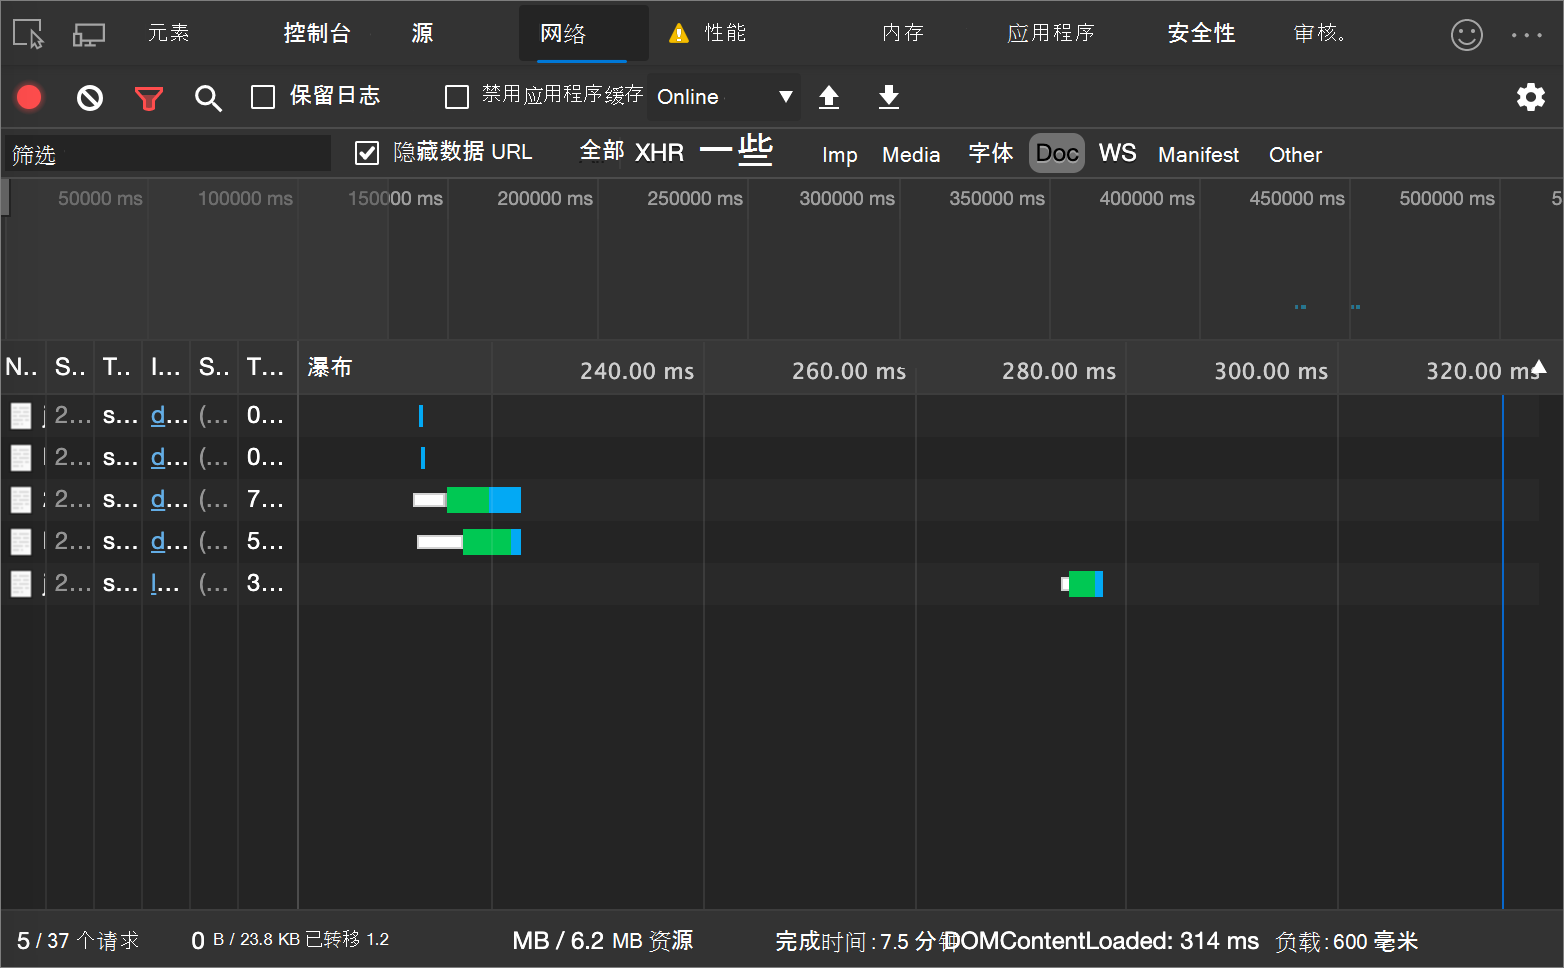 元素 控制台 源 网络 性能 内存 应用程序 安全性 审核。 ...
保留日志 禁用应用程序缓存 Online
筛选 隐藏数据 URL 全部 XHR 一些 Imp Media 字体 Doc WS Manifest Other
50000 ms 100000 ms 150000 ms 200000 ms 250000 ms 300000 ms 350000 ms 400000 ms 450000 ms 500000 ms 5
N.. S.. T.. I... S.. T... 瀑布 240.00 ms 260.00 ms 280.00 ms 300.00 ms 320.00 ms
2... s... d... (... 0...
2... s... d... (... 0...
2... s... d... (... 7...
2... s... d... (... 5...
2... s... l... (... 3...
5 / 37 个请求 0 B / 23.8 KB 已转移 1.2 MB / 6.2 MB 资源 完成时间: 7.5 分钟 DOMContentLoaded: 314 ms 负载: 600 毫米